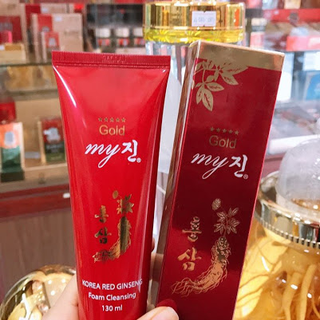 Gold
my진®
홍
삼
KOREA RED GINSENG
Foam Cleansing
130 ml
Gold
my진®
홍
삼